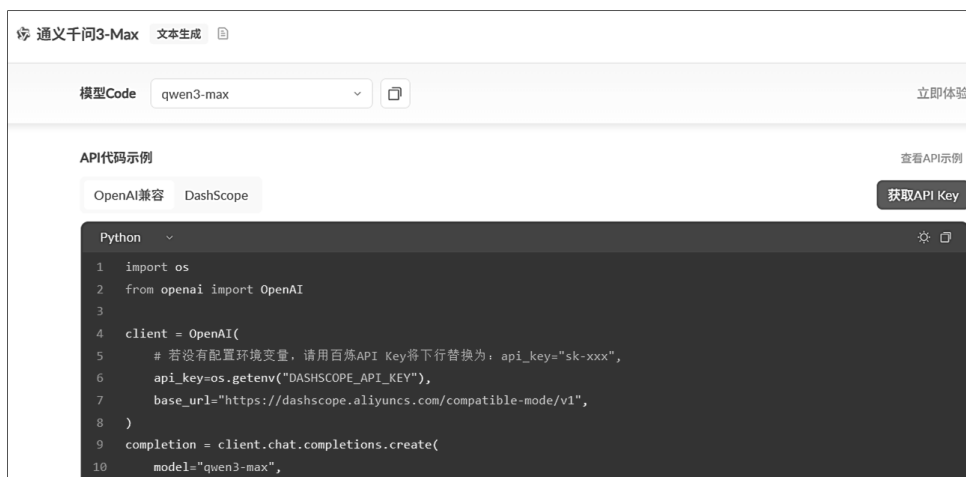 通义千问3-Max 文本生成
模型Code qwen3-max 立即体验
API代码示例 查看API示例
OpenAI兼容 DashScope 获取API Key
Python
1 import os
2 from openai import OpenAI
3
4 client = OpenAI(
5 # 若没有配置环境变量，请用百炼API Key将下行替换为：api_key="sk-xxx",
6 api_key=os.getenv("DASHSCOPE_API_KEY"),
7 base_url="https://dashscope.aliyuncs.com/compatible-mode/v1",
8 )
9 completion = client.chat.completions.create(
10 model="qwen3-max",